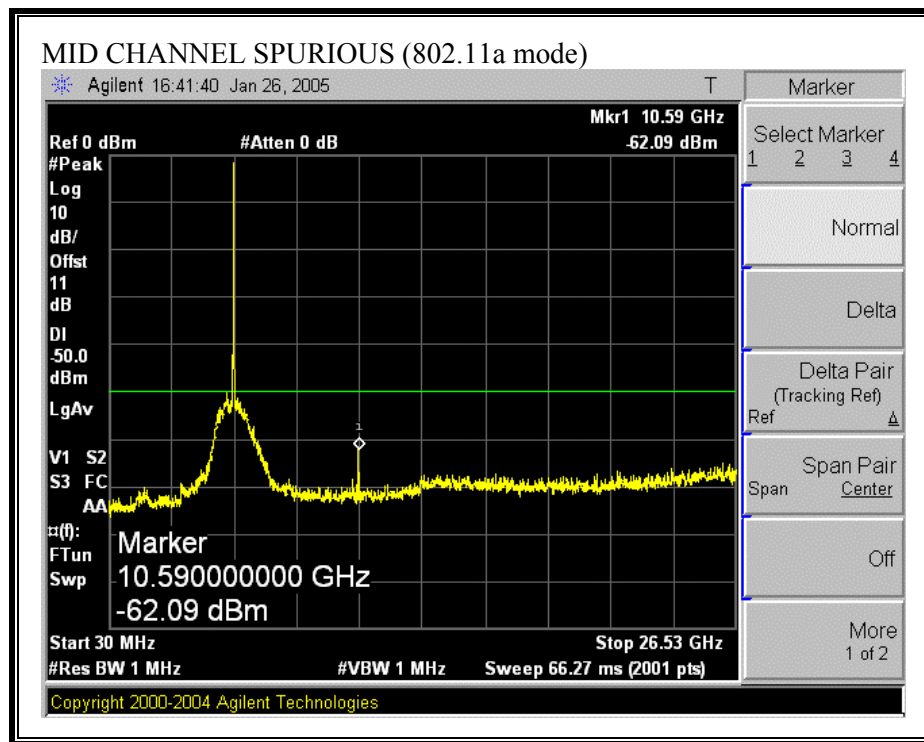 MID CHANNEL SPURIOUS (802.11a mode)
Agilent 16:41:40 Jan 26, 2005 T
Mkr1 10.59 GHz
Ref 0 dBm #Atten 0 dB -62.09 dBm
#Peak
Log
10
dB/
Offst
11
dB
DI
-50.0
dBm
LgAv
V1 S2
S3 FC
AA
¤(f):
FTun
Swp
1
Marker
10.590000000 GHz
-62.09 dBm
Start 30 MHz Stop 26.53 GHz
#Res BW 1 MHz #VBW 1 MHz Sweep 66.27 ms (2001 pts)
Copyright 2000-2004 Agilent Technologies
Marker
Select Marker
1 2 3 4
Normal
Delta
Delta Pair
(Tracking Ref)
Ref Δ
Span Pair
Span Center
Off
More
1 of 2